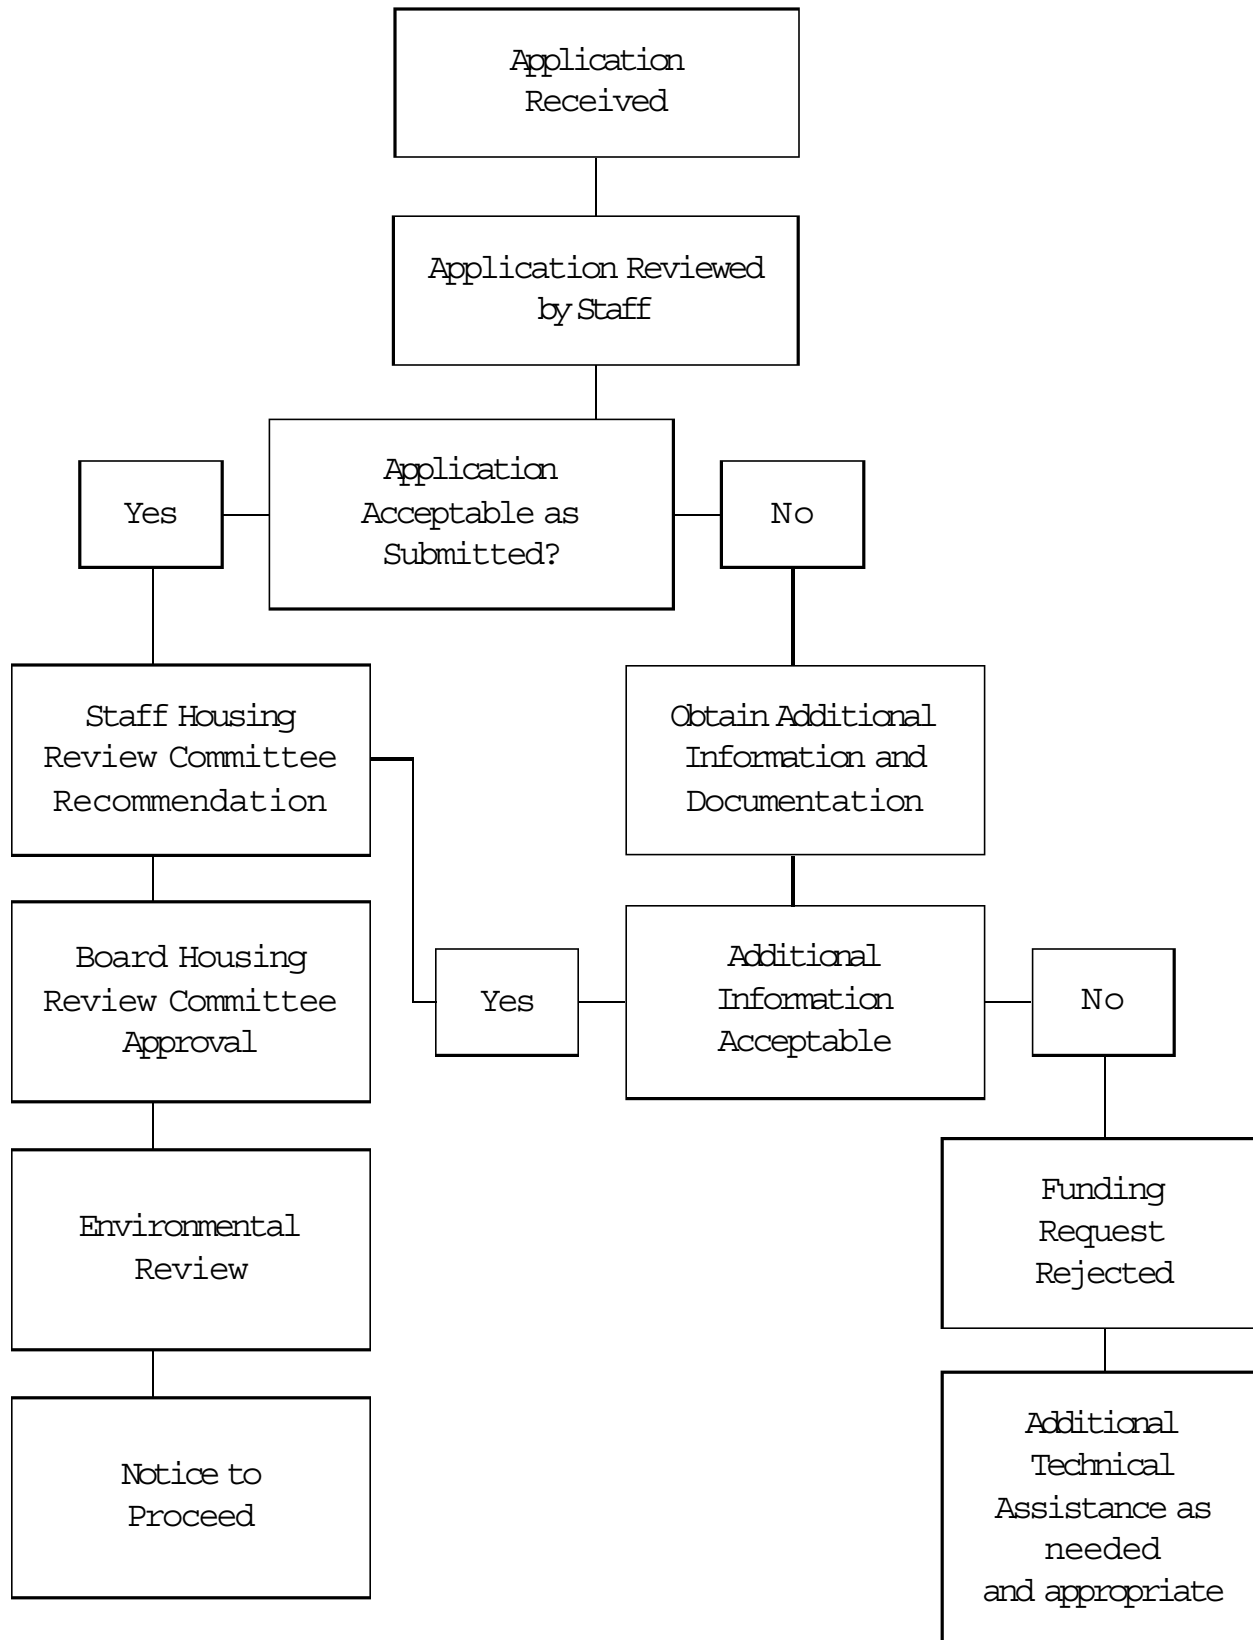 Application
Received
Application Reviewed
by Staff
Application
Acceptable as
Submitted?
Yes
No
Staff Housing
Review Committee
Recommendation
Obtain Additional
Information and
Documentation
Board Housing
Review Committee
Approval
Yes
Additional
Information
Acceptable
No
Environmental
Review
Funding
Request
Rejected
Notice to
Proceed
Additional
Technical
Assistance as
needed
and appropriate